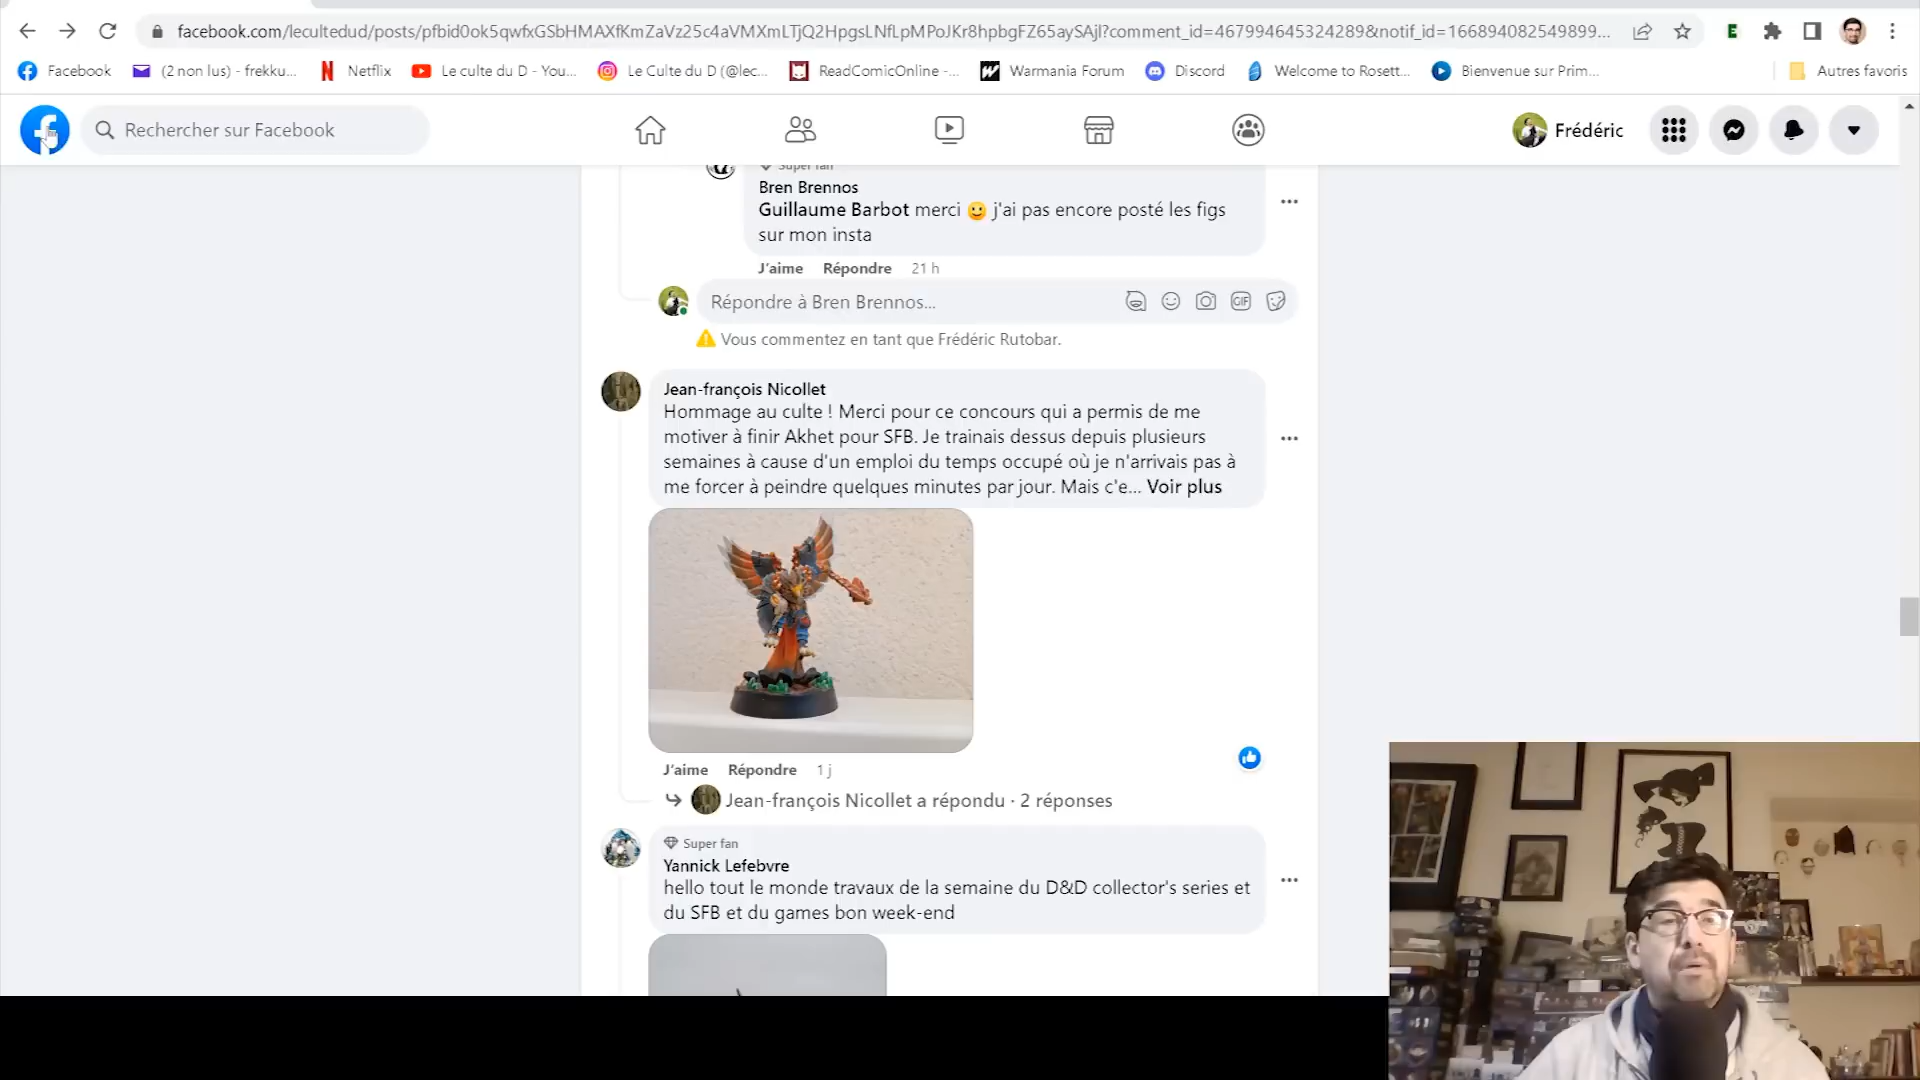 facebook.com/lecultedud/posts/pfbid0ok5qwfxGSbHMAXfKmZaVz25c4aVMXmLTjQ2HpgsLNfLpMPoJKr8hpbgFZ65aySAjl?comment_id=467994645324289&notif_id=166894082549899...
Facebook (2 non lus) - frekku... Netflix Le culte du D - You... Le Culte du D (@lec... ReadComicOnline -... Warmania Forum Discord Welcome to Rosett... Bienvenue sur Prim... Autres favoris
Rechercher sur Facebook
Frédéric
Super fan
Bren Brennos
Guillaume Barbot merci 🙂 j'ai pas encore posté les figs
sur mon insta
J'aime Répondre 21 h
Répondre à Bren Brennos...
GIF
Vous commentez en tant que Frédéric Rutobar.
Jean-françois Nicollet
Hommage au culte ! Merci pour ce concours qui a permis de me
motiver à finir Akhet pour SFB. Je trainais dessus depuis plusieurs
semaines à cause d'un emploi du temps occupé où je n'arrivais pas à
me forcer à peindre quelques minutes par jour. Mais c'e... Voir plus
J'aime Répondre 1 j
Jean-françois Nicollet a répondu · 2 réponses
Super fan
Yannick Lefebvre
hello tout le monde travaux de la semaine du D&D collector's series et
du SFB et du games bon week-end